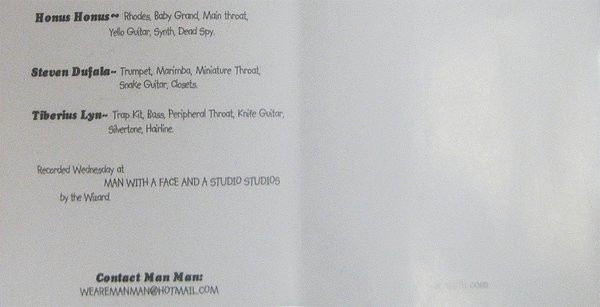 Honus Honus~ Rhodes, Baby Grand, Main throat,
Yello Guitar, Synth, Dead Spy.
Steven Dufala~ Trumpet, Marimba, Miniature Throat,
Snake Guitar, Closets.
Tiberius Lyn~ Trap Kit, Bass, Peripheral Throat, Knife Guitar,
Silvertone, Hairline.
Recorded Wednesday at
MAN WITH A FACE AND A STUDIO STUDIOS
by the Wizard.
Contact Man Man:
WEAREMANMAN@HOTMAIL.COM